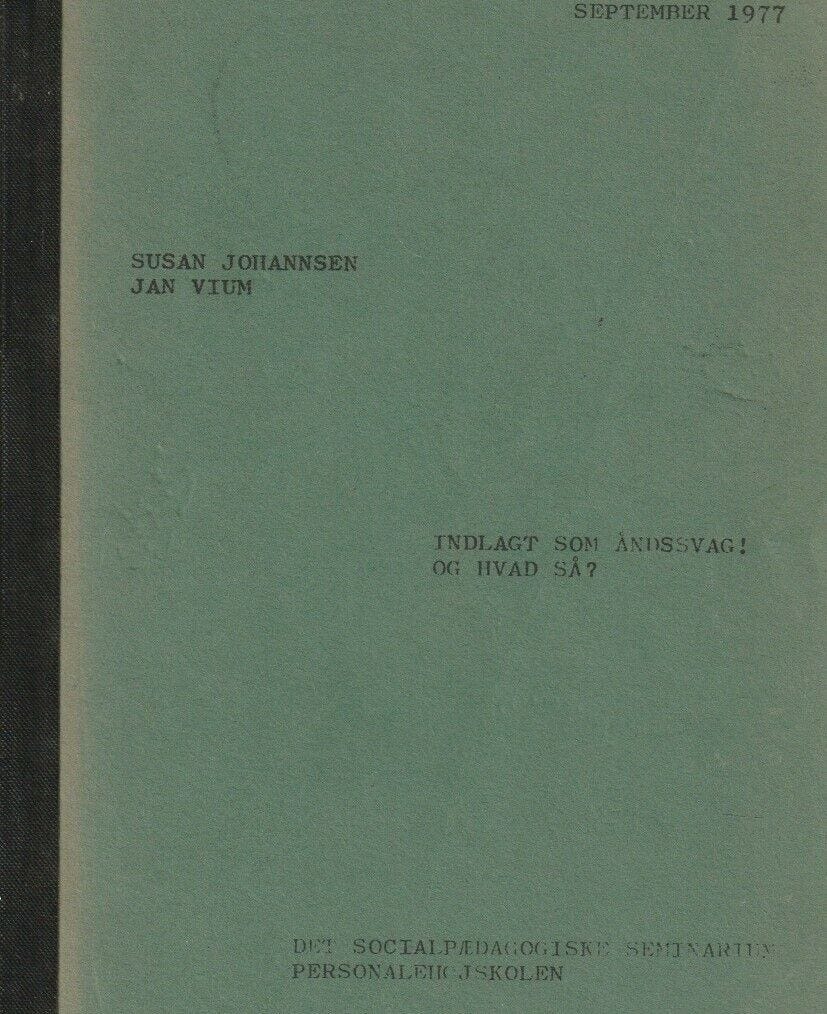 SEPTEMBER 1977
SUSAN JOHANNSEN
JAN VIUM
INDLAGT SOM ÅNDSSVAG!
OG HVAD SÅ?
DET SOCIALPÆDAGOGISKE SEMINARIUM
PERSONALEHØJSKOLEN